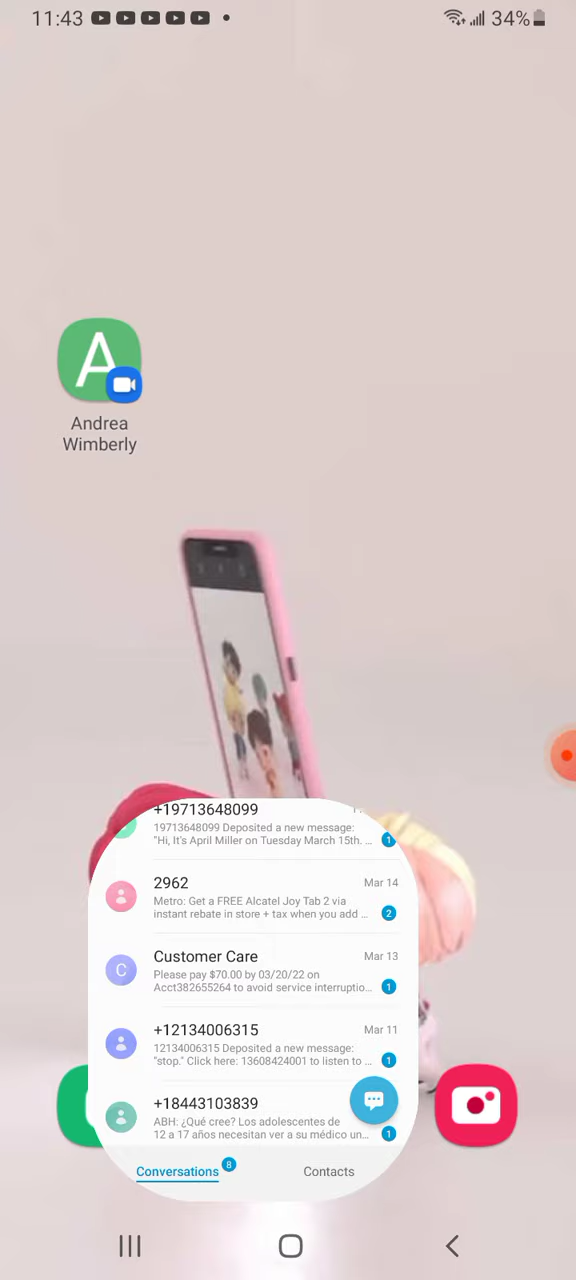 11:43
34%
A
Andrea
Wimberly
+19713648099
19713648099 Deposited a new message:
"Hi, It's April Miller on Tuesday March 15th. ...
1
2962
Mar 14
Metro: Get a FREE Alcatel Joy Tab 2 via
instant rebate in store + tax when you add ...
2
Customer Care
Mar 13
C
Please pay $70.00 by 03/20/22 on
Acct382655264 to avoid service interruptio...
1
+12134006315
Mar 11
12134006315 Deposited a new message:
"stop." Click here: 13608424001 to listen to ...
1
+18443103839
ABH: ¿Qué cree? Los adolescentes de
12 a 17 años necesitan ver a su médico un...
1
Conversations
8
Contacts